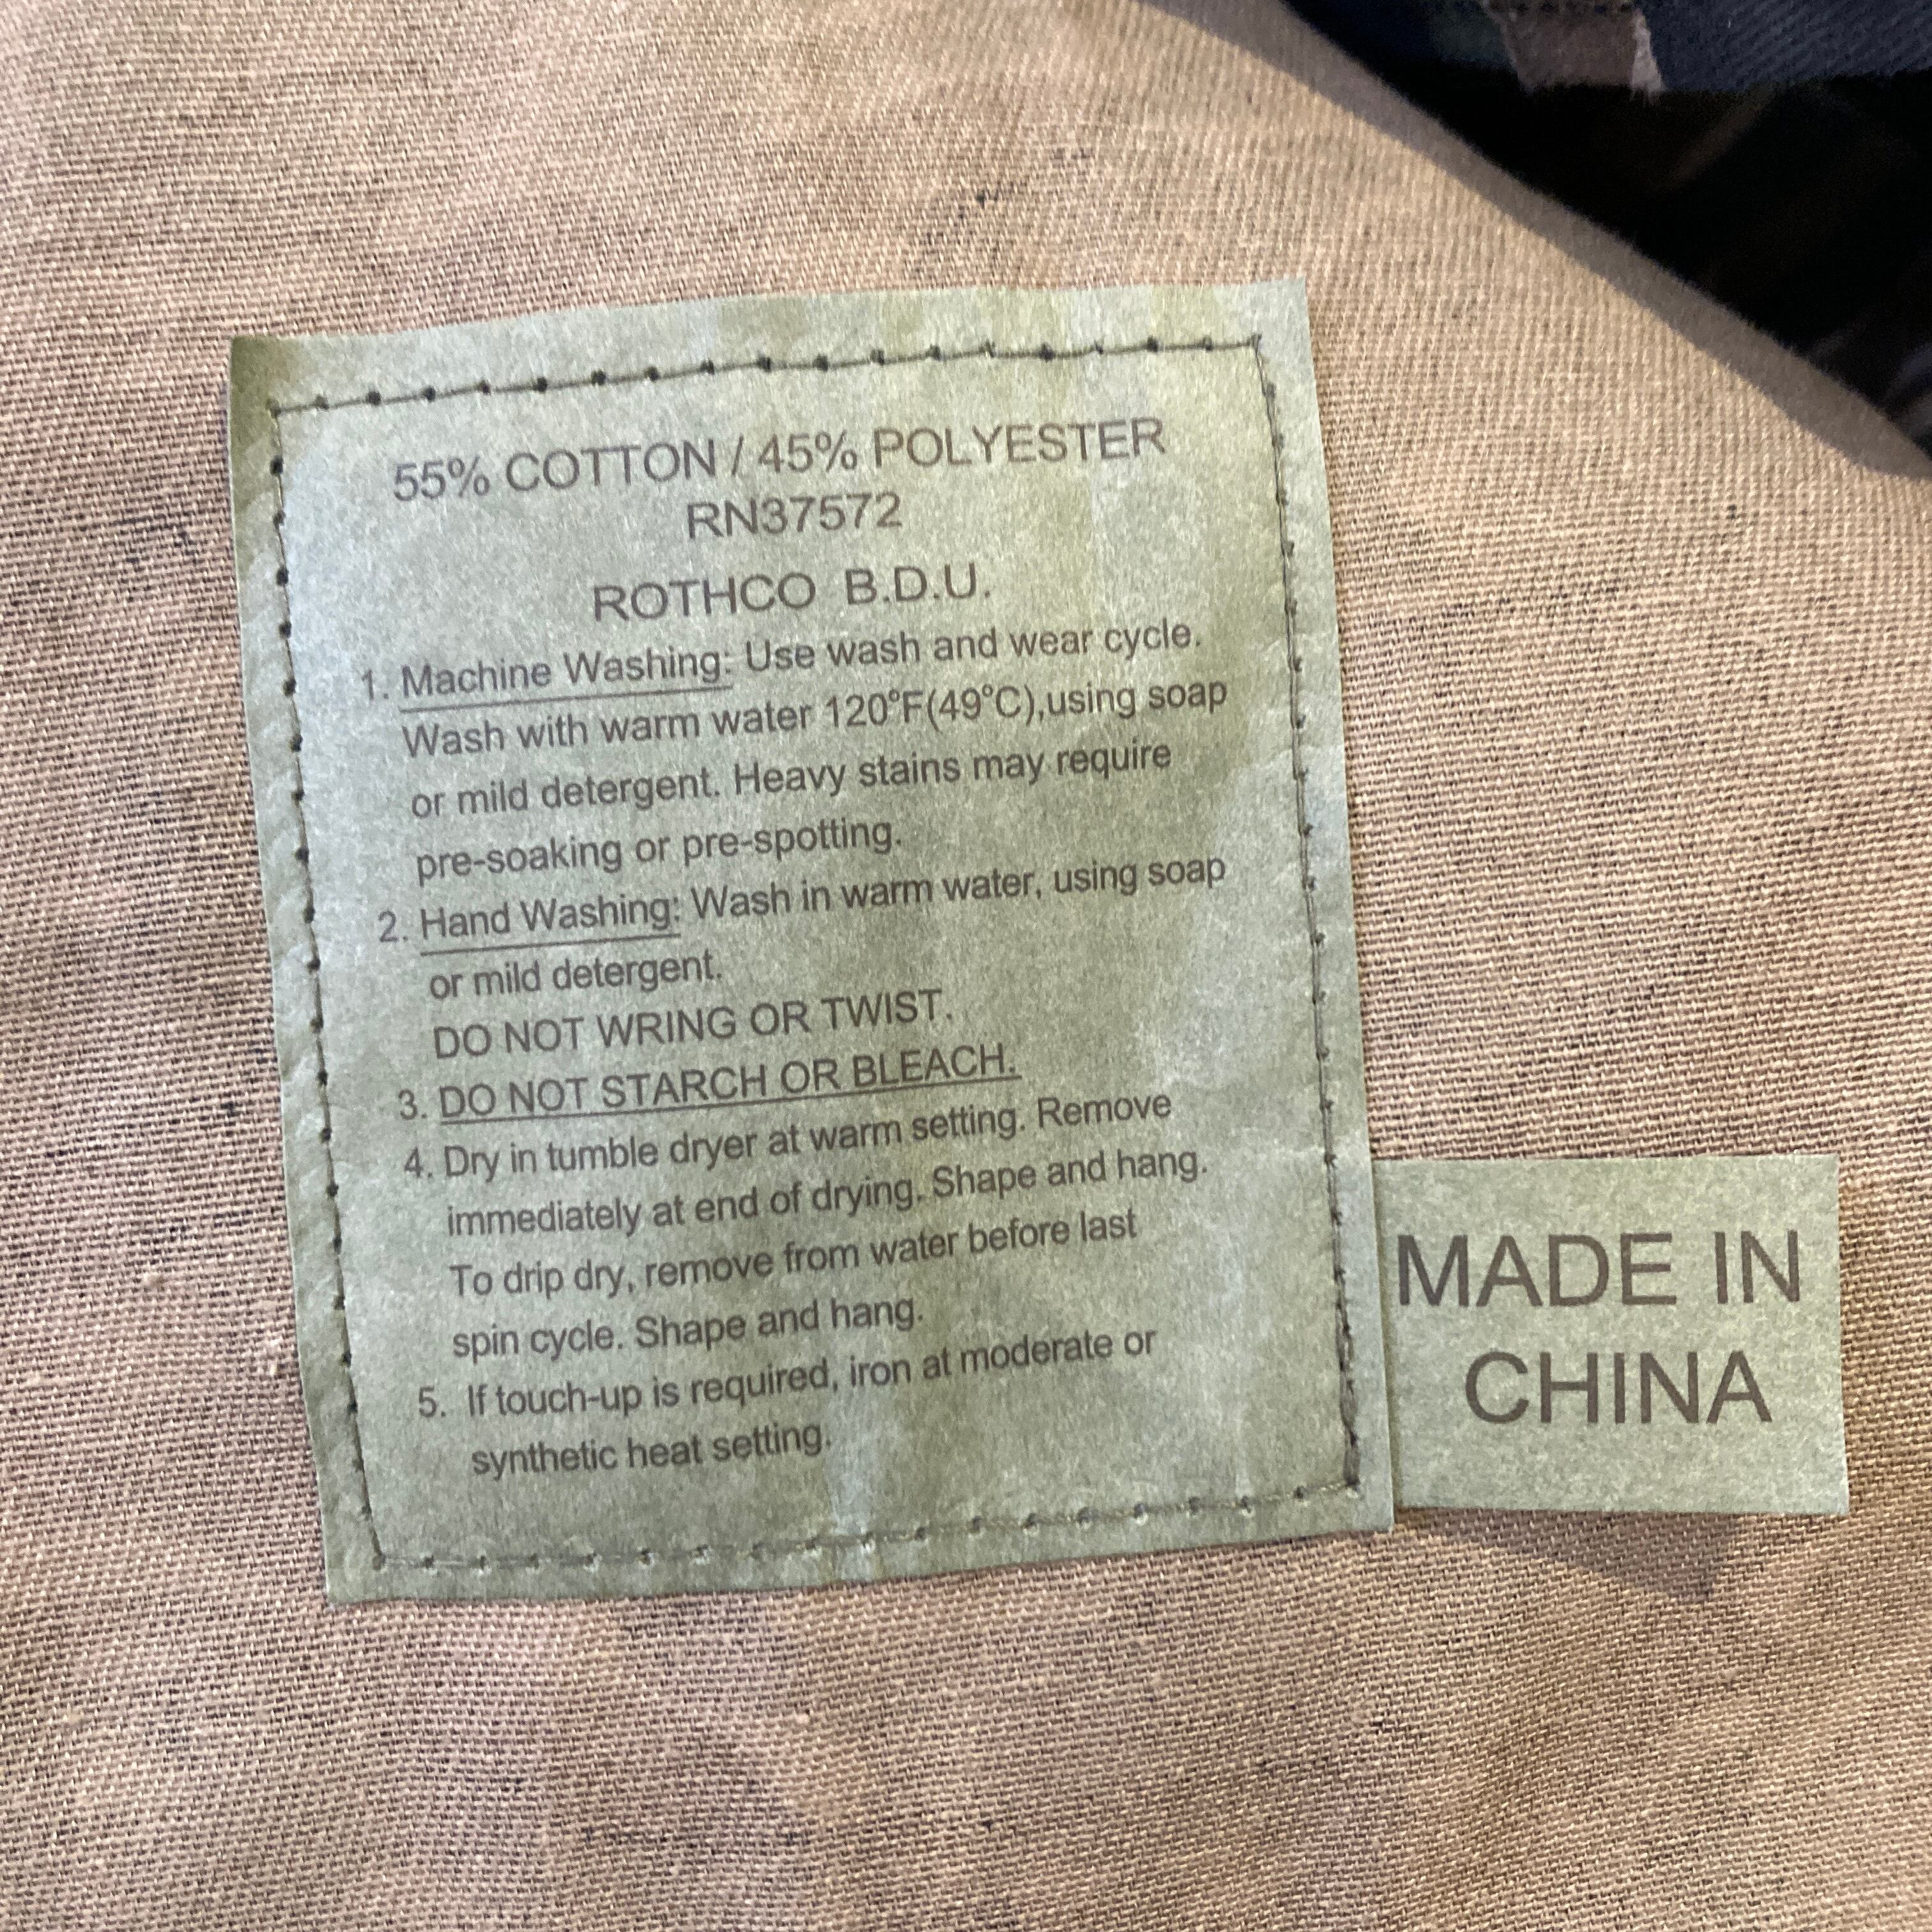 55% COTTON / 45% POLYESTER
RN37572
ROTHCO B.D.U.
1. Machine Washing: Use wash and wear cycle.
Wash with warm water 120°F(49°C),using soap
or mild detergent. Heavy stains may require
pre-soaking or pre-spotting.
2. Hand Washing: Wash in warm water, using soap
or mild detergent.
DO NOT WRING OR TWIST.
3. DO NOT STARCH OR BLEACH.
4. Dry in tumble dryer at warm setting. Remove
immediately at end of drying. Shape and hang.
To drip dry, remove from water before last
spin cycle. Shape and hang.
5. If touch-up is required, iron at moderate or
synthetic heat setting.
MADE IN
CHINA